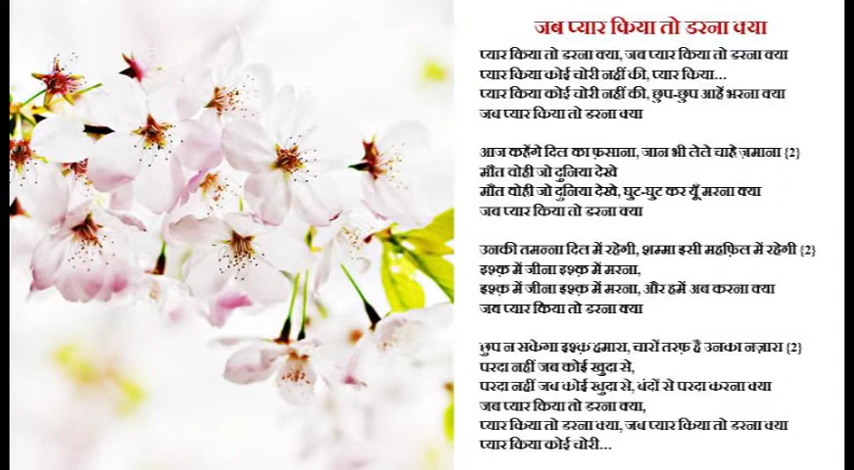 जब प्यार किया तो डरना क्या
प्यार किया तो डरना क्या, जब प्यार किया तो डरना क्या
प्यार किया कोई चोरी नहीं की, प्यार किया...
प्यार किया कोई चोरी नहीं की, छुप-छुप आहें भरना क्या
जब प्यार किया तो डरना क्या
आज कहेंगे दिल का फ़साना, जान भी लेले चाहे ज़माना {2}
मौत वोही जो दुनिया देखे
मौत वोही जो दुनिया देखे, घुट-घुट कर यूँ मरना क्या
जब प्यार किया तो डरना क्या
उनकी तमन्ना दिल में रहेगी, शम्मा इसी महफ़िल में रहेगी {2}
इश्क़ में जीना इश्क़ में मरना,
इश्क़ में जीना इश्क़ में मरना, और हमें अब करना क्या
जब प्यार किया तो डरना क्या
छुप न सकेगा इश्क़ हमारा, चारों तरफ़ है उनका नज़ारा {2}
परदा नहीं जब कोई खुदा से,
परदा नहीं जब कोई खुदा से, बंदों से परदा करना क्या
जब प्यार किया तो डरना क्या,
प्यार किया तो डरना क्या, जब प्यार किया तो डरना क्या
प्यार किया कोई चोरी...